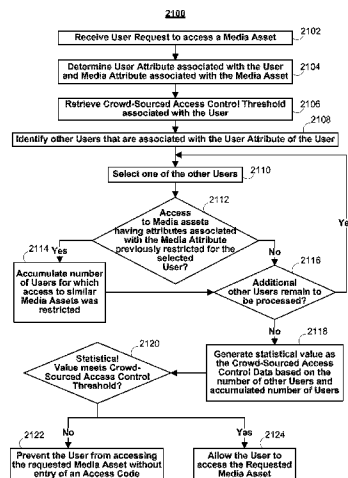 2100
Receive User Request to access a Media Asset
2102
Determine User Attribute associated with the User
and Media Attribute associated with the Media Asset
2104
Retrieve Crowd-Sourced Access Control Threshold
associated with the User
2106
2108
Identify other Users that are associated with the User Attribute of the User
Select one of the other Users
2110
2112
Access
to Media assets
having attributes associated
with the Media Attribute
previously restricted for the
selected
User?
Yes
No
Ye
2114
Accumulate number
of Users for which
access to similar
Media Assets was
restricted
2116
Additional
other Users remain to
be processed?
No
2118
Generate statistical value as
the Crowd-Sourced Access
Control Data based on the
number of other Users and
accumulated number of Users
2120
Statistical
Value meets Crowd-
Sourced Access Control
Threshold?
No
Yes
2122
Prevent the User from accessing
the requested Media Asset without
entry of an Access Code
2124
Allow the User to
access the Requested
Media Asset